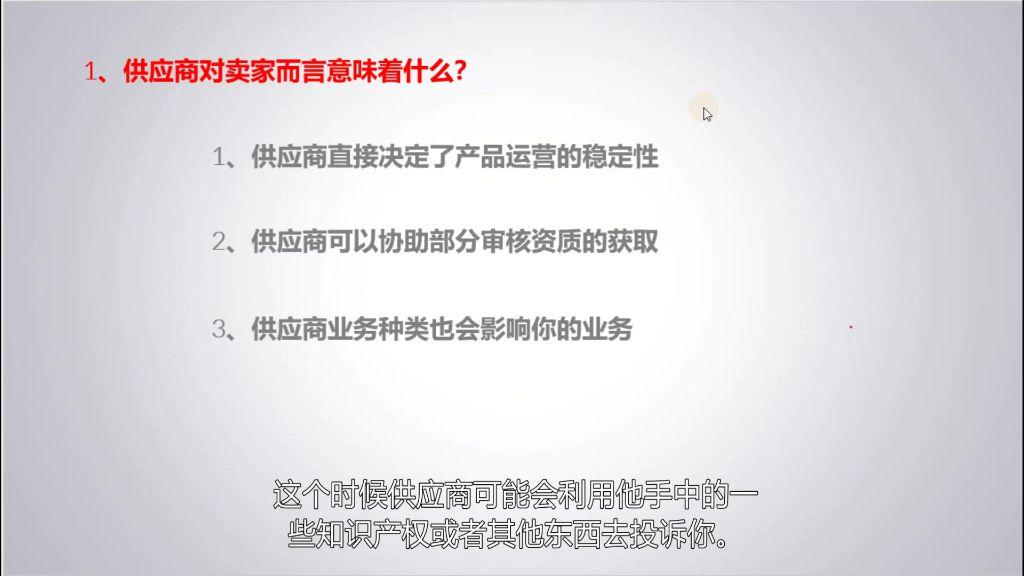 1、供应商对卖家而言意味着什么?
1、供应商直接决定了产品运营的稳定性
2、供应商可以协助部分审核资质的获取
3、供应商业务种类也会影响你的业务
这个时候供应商可能会利用他手中的一
些知识产权或者其他东西去投诉你。